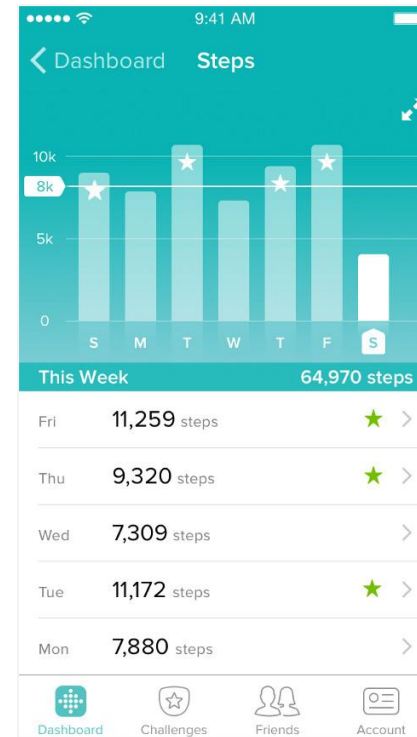 9:41 AM
Dashboard Steps
10k
8k
5k
0
S M T W T F S
This Week 64,970 steps
Fri 11,259 steps
Thu 9,320 steps
Wed 7,309 steps
Tue 11,172 steps
Mon 7,880 steps
Dashboard Challenges Friends Account